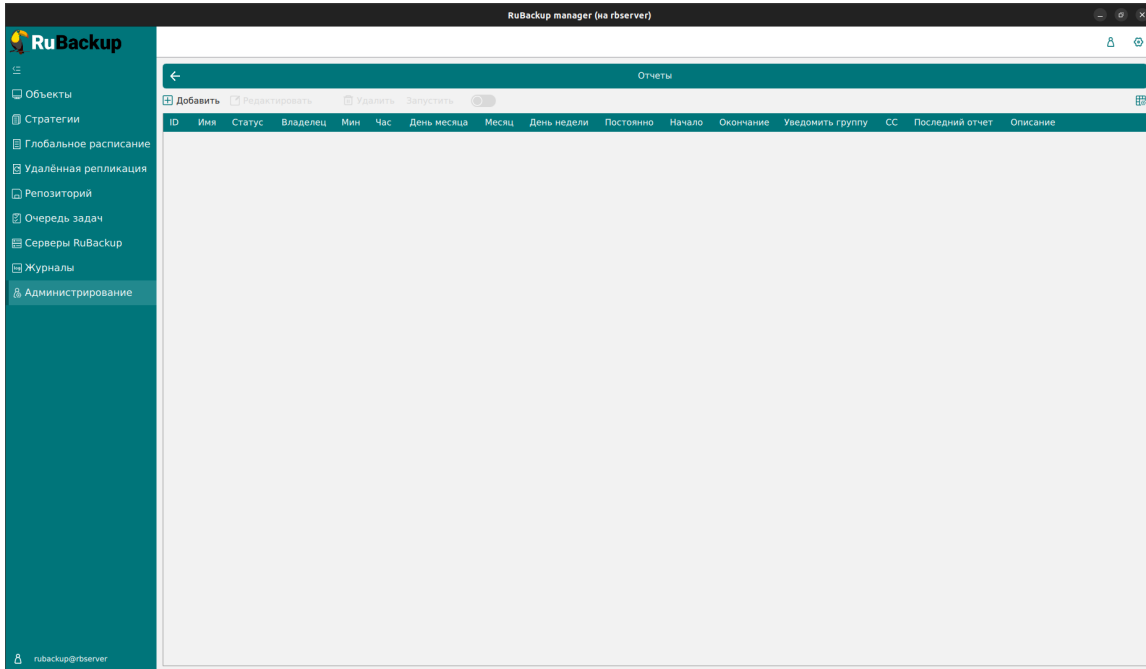 RuBackup manager (на rbserver)
RuBackup
Отчеты
Объекты
Стратегии
Глобальное расписание
Удалённая репликация
Репозиторий
Очередь задач
Серверы RuBackup
Журналы
Администрирование
Добавить Редактировать Удалить Запустить
ID Имя Статус Владелец Мин Час День месяца Месяц День недели Постоянно Начало Окончание Уведомить группу СС Последний отчет Описание
rubackup@rbserver